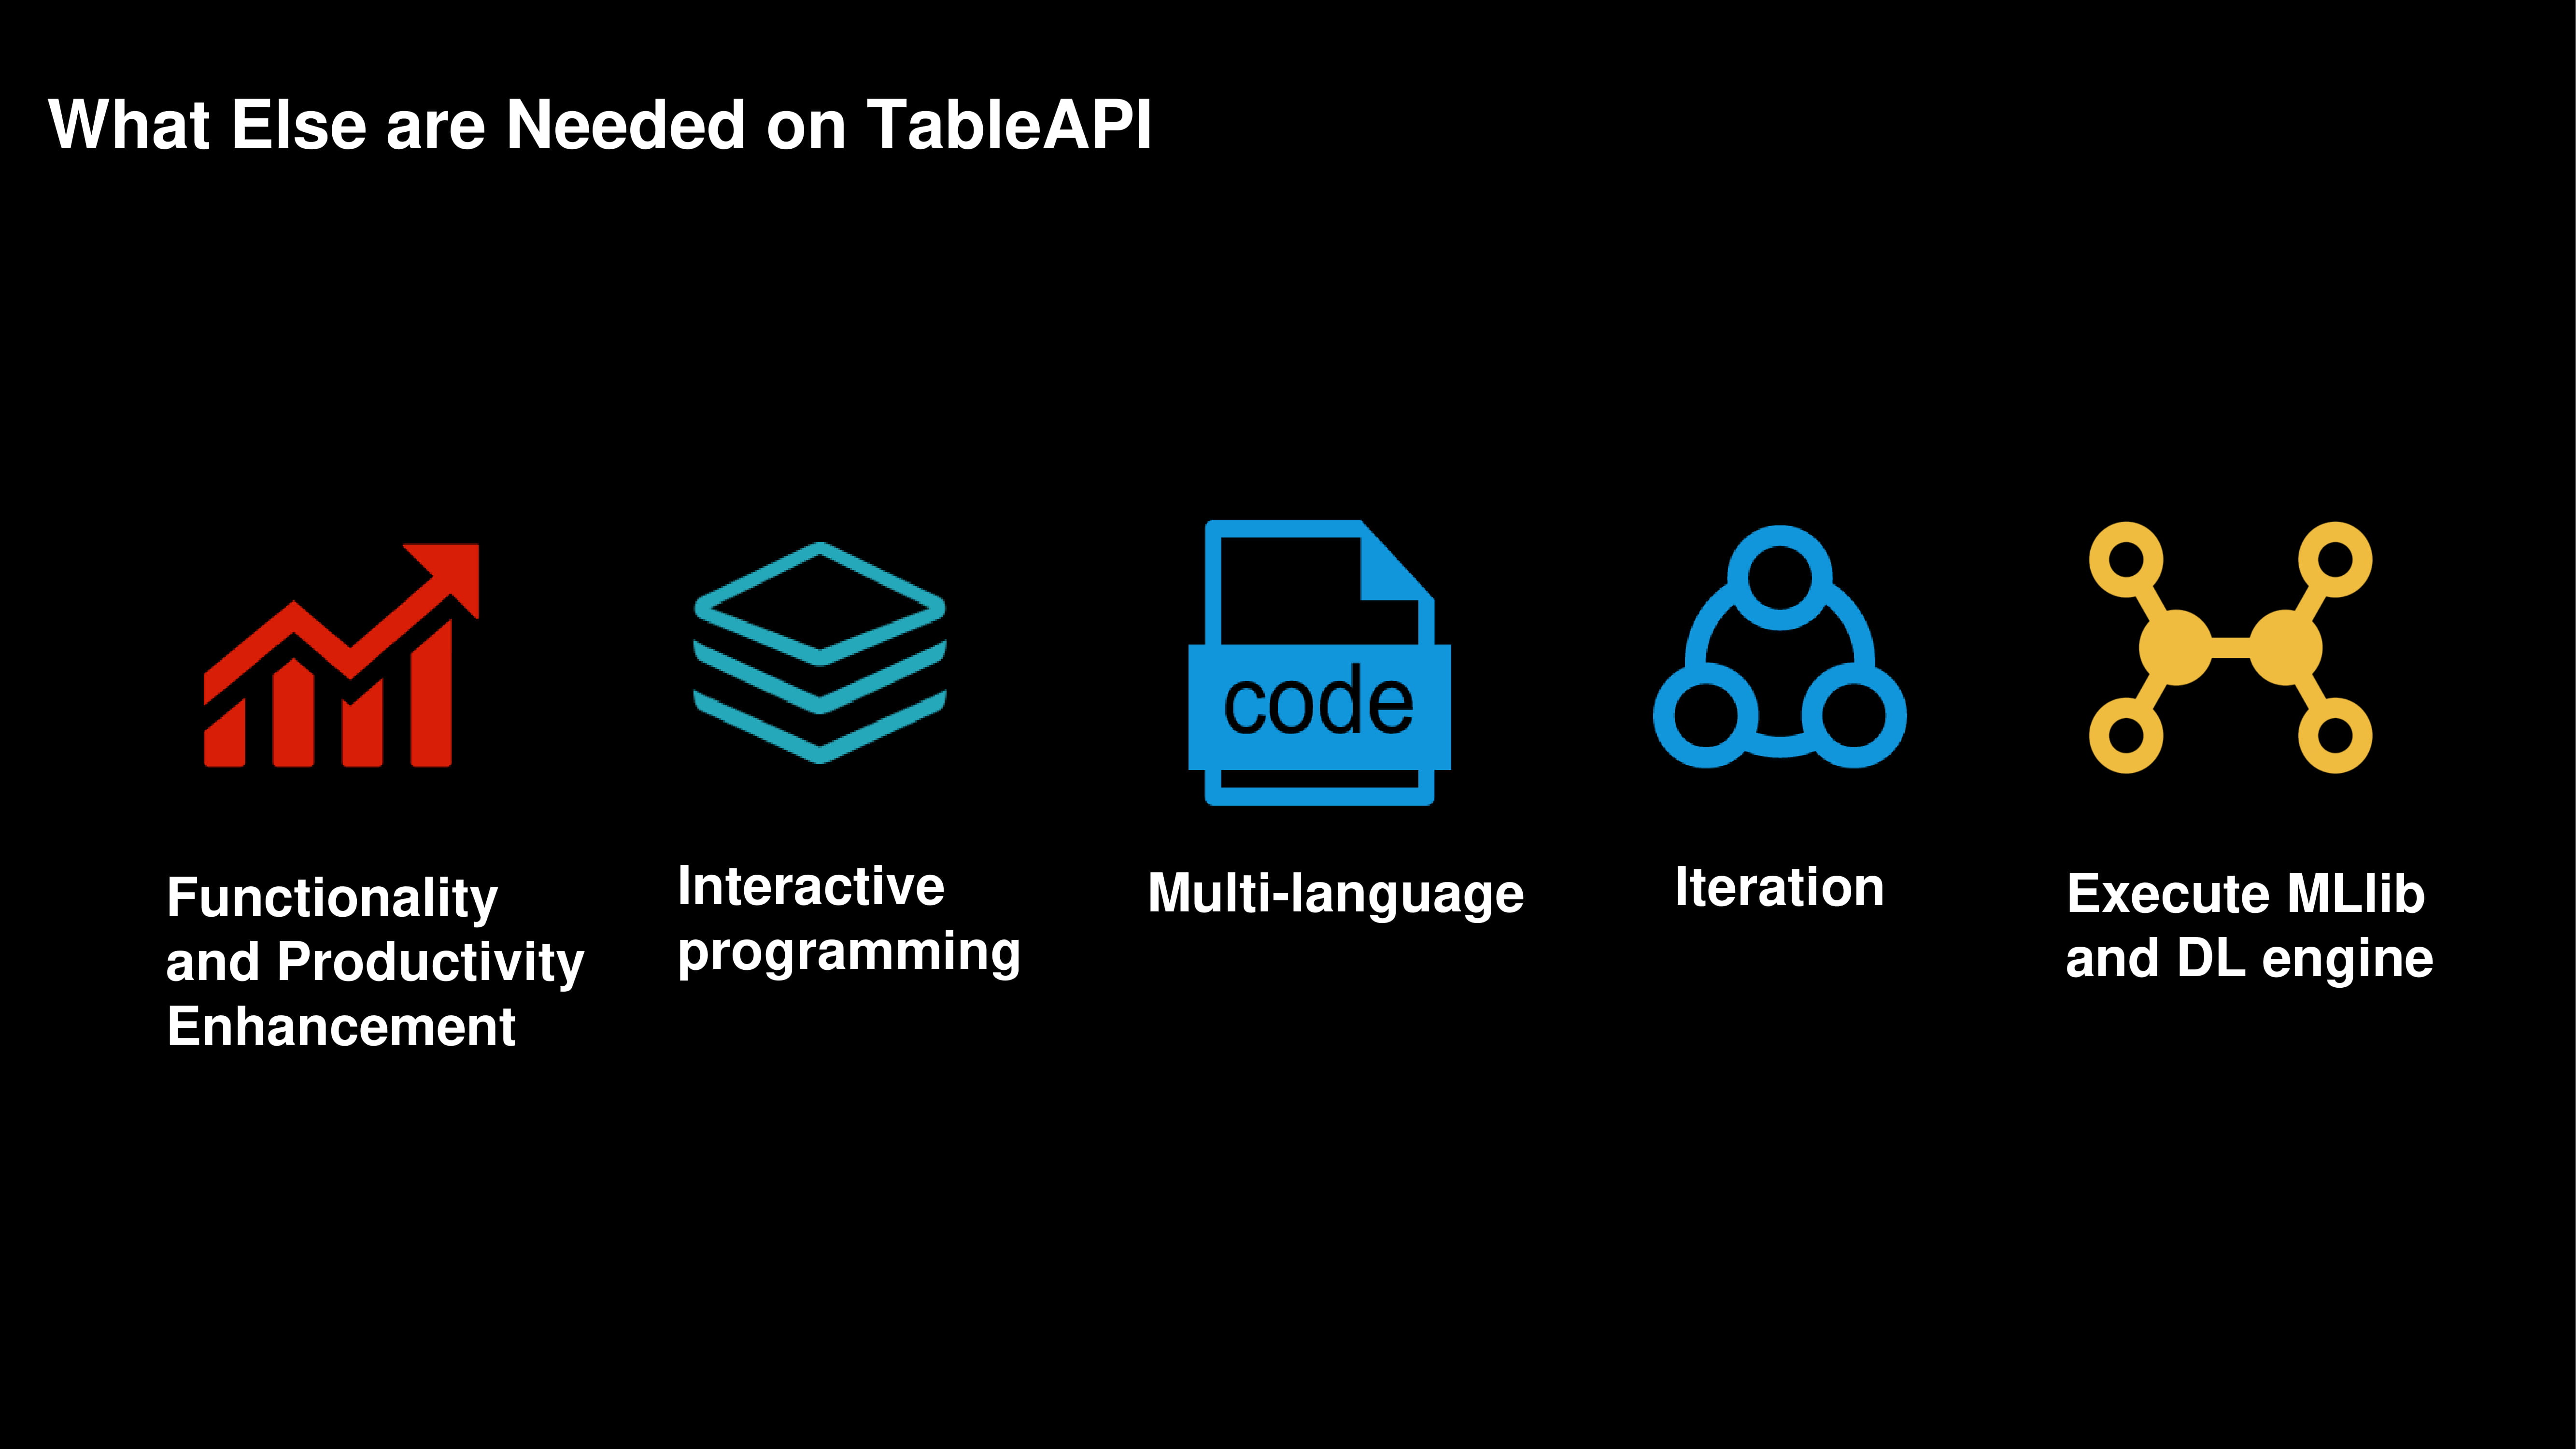 What Else are Needed on TableAPI
code
Functionality
and Productivity
Enhancement
Interactive
programming
Multi-language
Iteration
Execute MLlib
and DL engine